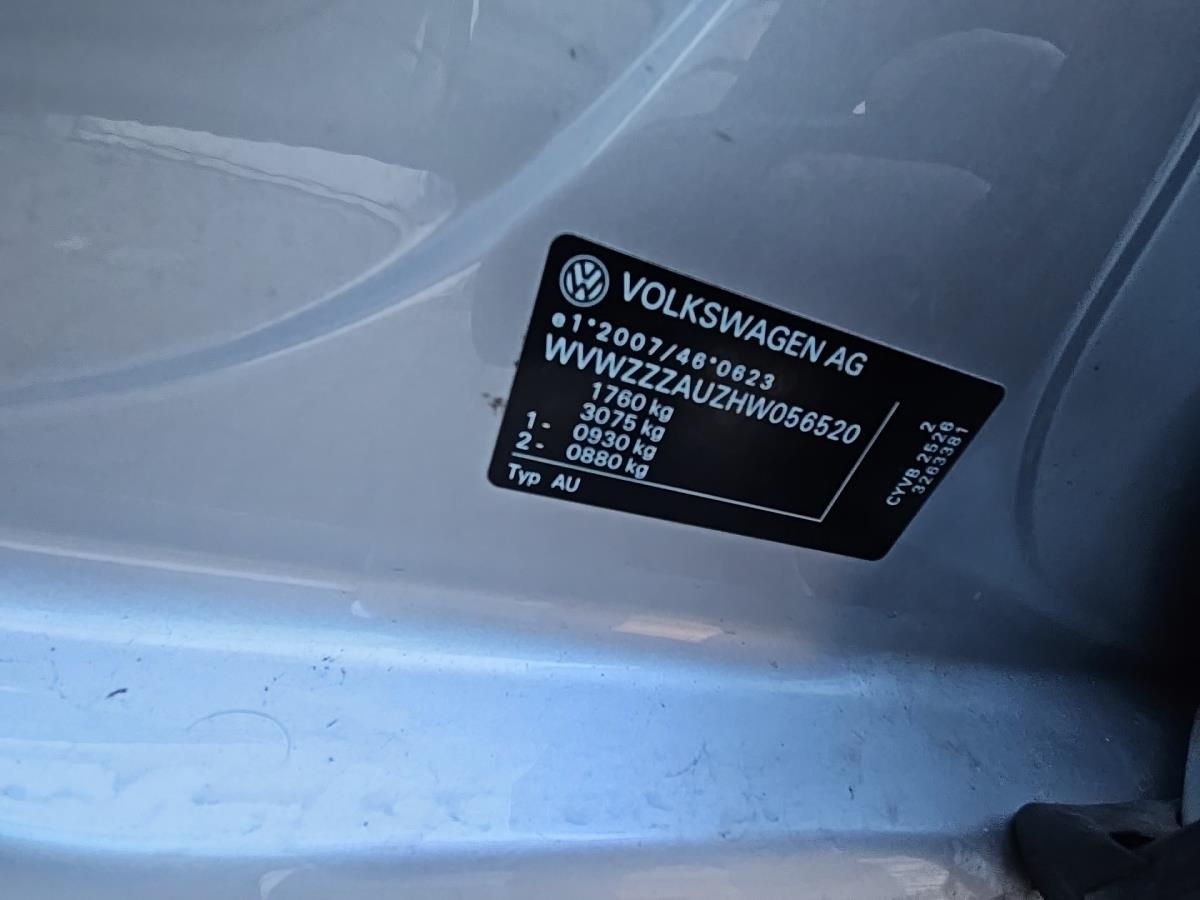 VOLKSWAGEN AG
e1*2007/46*0623
WVWZZZAUZHW056520
1760 kg
3075 kg
1 - 0930 kg
2 - 0880 kg
Typ AU
2
CYVB 2526
3263381